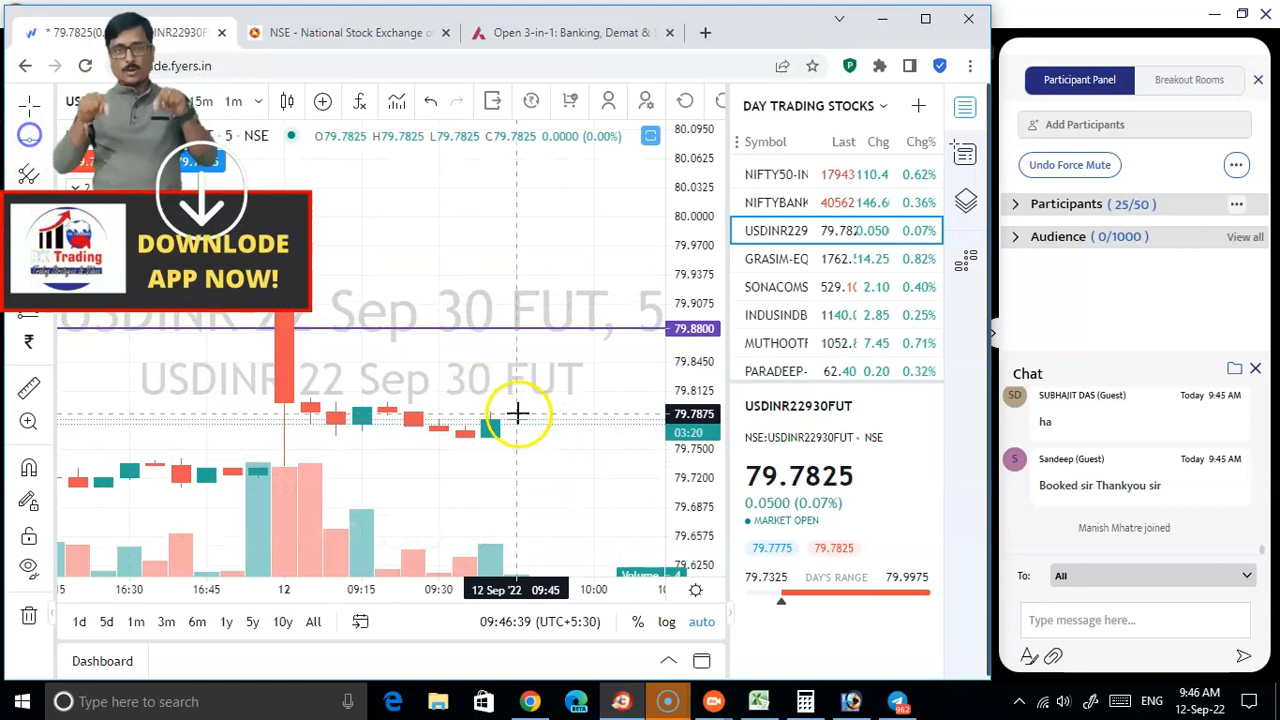 * 79.7825(0
INR22930F
NSE - National Stock Exchange o
Open 3-in-1: Banking, Demat &
de.fyers.in
15m 1m
5 - NSE
O79.7825 H79.7825 L79.7825 C79.7825 0.0000 (0.00%)
2
Trading
DOWNLODE
APP NOW!
USDINR 22 Sep 30 FUT, 5
USDINR 22 Sep 30 FUT
80.0950
80.0625
80.0325
80.0000
79.9700
79.9375
79.9075
79.8800
79.8450
79.8125
79.7875
03:20
79.7500
79.7200
79.6875
79.6575
79.6250
Volume 4
16:30 16:45 12 09:15 09:30 12 Sep '22 09:45 10:00
1d 5d 1m 3m 6m 1y 5y 10y All
09:46:39 (UTC+5:30) % log auto
Dashboard
DAY TRADING STOCKS
Symbol Last Chg Chg%
NIFTY50-IN 17943 110.4 0.62%
NIFTYBANK 40562 146.6 0.36%
USDINR229 79.782 0.050 0.07%
GRASIM-EQ 1762. 14.25 0.82%
SONACOMS 529.1 2.10 0.40%
INDUSINDB 1140. 2.85 0.25%
MUTHOOTF 1052. 7.45 0.71%
PARADEEP- 62.40 0.20 0.32%
USDINR22930FUT
NSE:USDINR22930FUT - NSE
79.7825
0.0500 (0.07%)
MARKET OPEN
79.7775 79.7825
79.7325 DAY'S RANGE 79.9975
Participant Panel Breakout Rooms
Add Participants
Undo Force Mute
Participants ( 25/50 )
Audience ( 0/1000 ) View all
Chat
SD SUBHAJIT DAS (Guest) Today 9:45 AM
ha
S Sandeep (Guest) Today 9:45 AM
Booked sir Thankyou sir
Manish Mhatre joined
To: All
Type message here...
Type here to search
962
ENG
9:46 AM
12-Sep-22